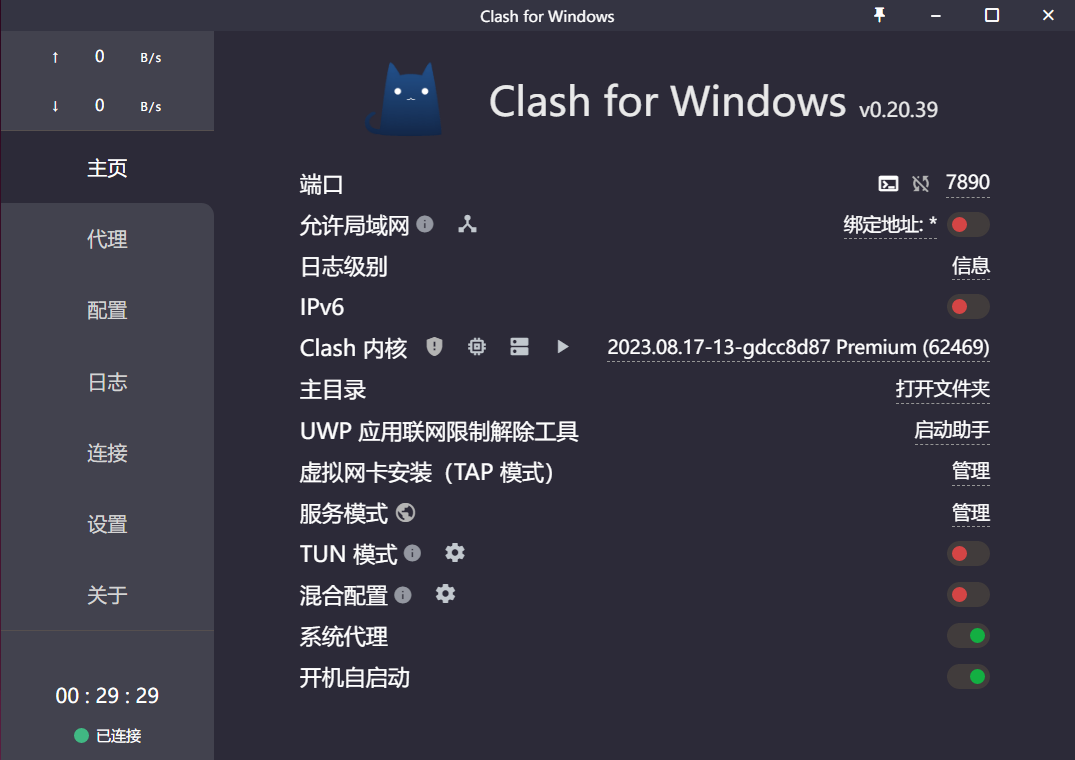 Clash for Windows
↑ 0 B/s
↓ 0 B/s
主页
代理
配置
日志
连接
设置
关于
00 : 29 : 29
已连接
Clash for Windows v0.20.39
端口 7890
允许局域网 绑定地址: *
日志级别 信息
IPv6
Clash 内核 2023.08.17-13-gdcc8d87 Premium (62469)
主目录 打开文件夹
UWP 应用联网限制解除工具 启动助手
虚拟网卡安装（TAP 模式） 管理
服务模式 管理
TUN 模式
混合配置
系统代理
开机自启动